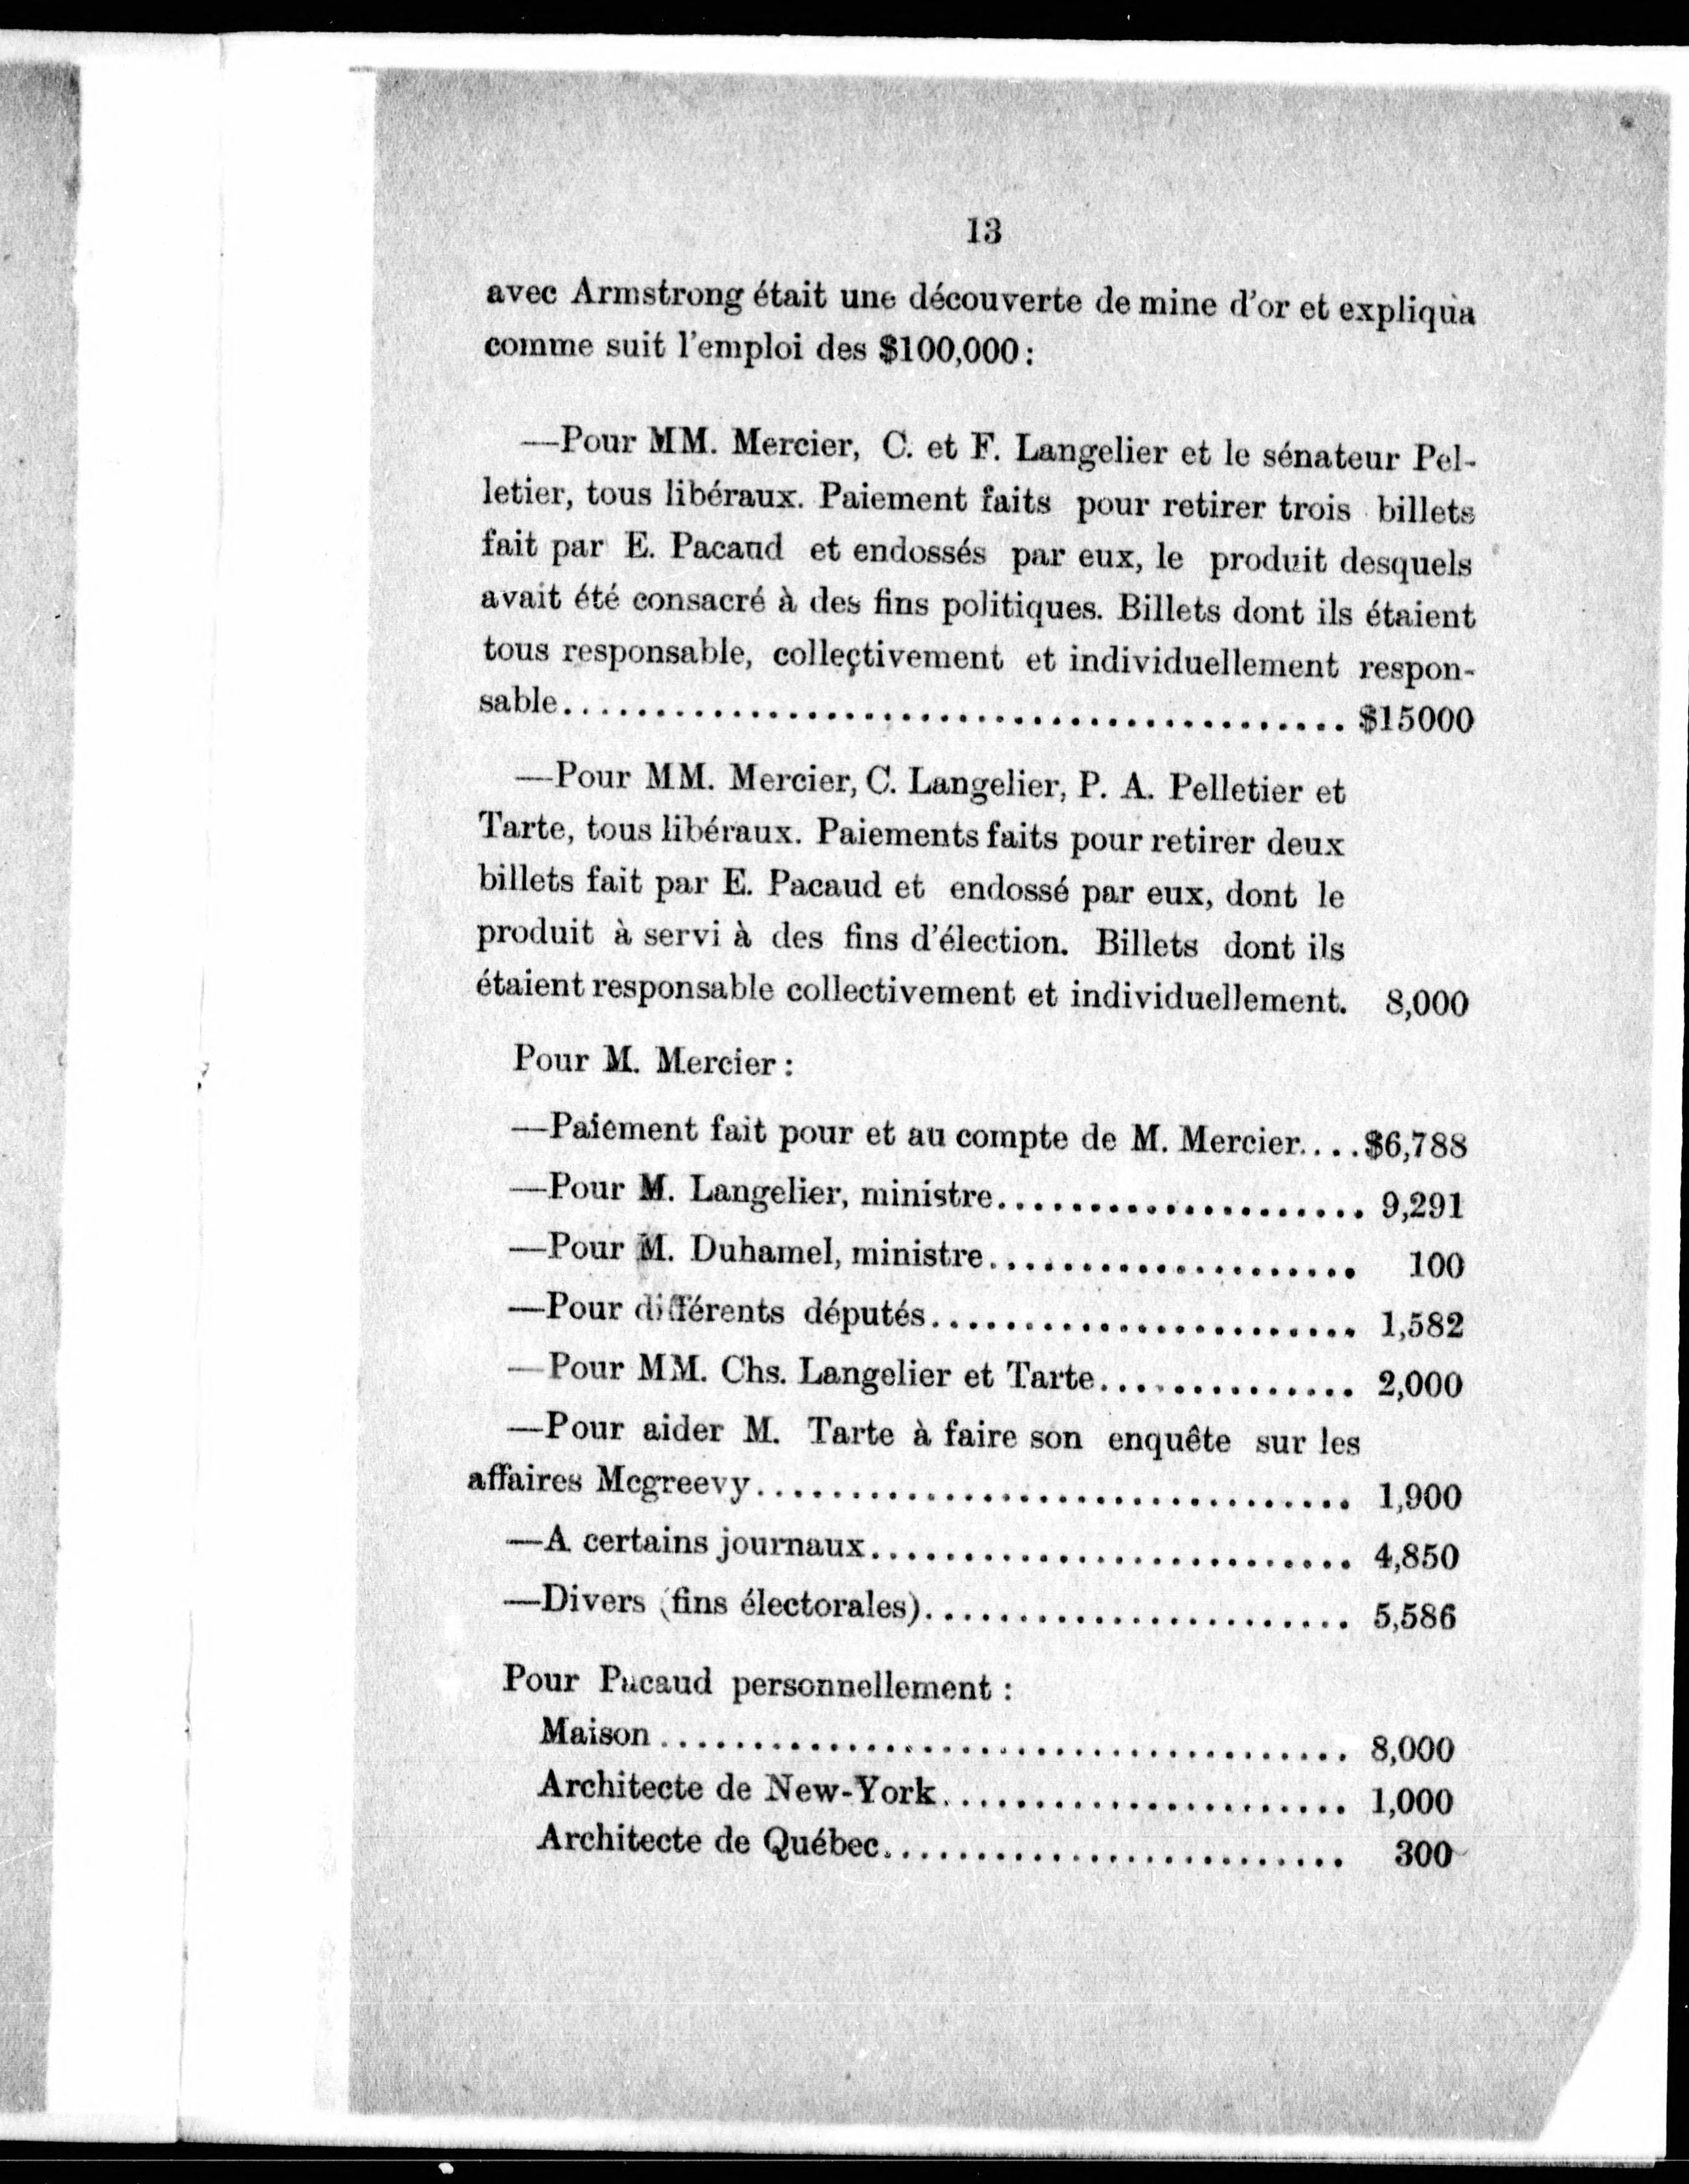 13
avec Armstrong était une découverte de mine d'or et expliqua
comme suit l'emploi des $100,000:
—Pour MM. Mercier, C. et F. Langelier et le sénateur Pel-
letier, tous libéraux. Paiement faits pour retirer trois billets
fait par E. Pacaud et endossés par eux, le produit desquels
avait été consacré à des fins politiques. Billets dont ils étaient
tous responsable, colleçtivement et individuellement respon-
sable............................................ $15000
—Pour MM. Mercier, C. Langelier, P. A. Pelletier et
Tarte, tous libéraux. Paiements faits pour retirer deux
billets fait par E. Pacaud et endossé par eux, dont le
produit à servi à des fins d'élection. Billets dont ils
étaient responsable collectivement et individuellement. 8,000
Pour M. Mercier:
—Paiement fait pour et au compte de M. Mercier....$6,788
—Pour M. Langelier, ministre.................... 9,291
—Pour M. Duhamel, ministre.................... 100
—Pour différents députés....................... 1,582
—Pour MM. Chs. Langelier et Tarte.............. 2,000
—Pour aider M. Tarte à faire son enquête sur les
affaires Mcgreevy................................ 1,900
—A certains journaux.......................... 4,850
—Divers (fins électorales)....................... 5,586
Pour Pacaud personnellement :
Maison..................................... 8,000
Architecte de New-York...................... 1,000
Architecte de Québec......................... 300